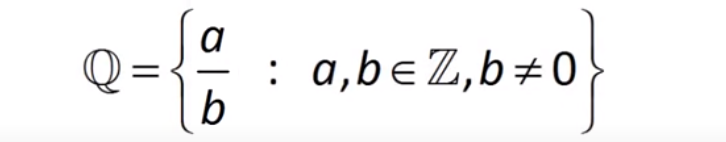 ℚ = { a/b : a,b ∈ ℤ, b ≠ 0 }